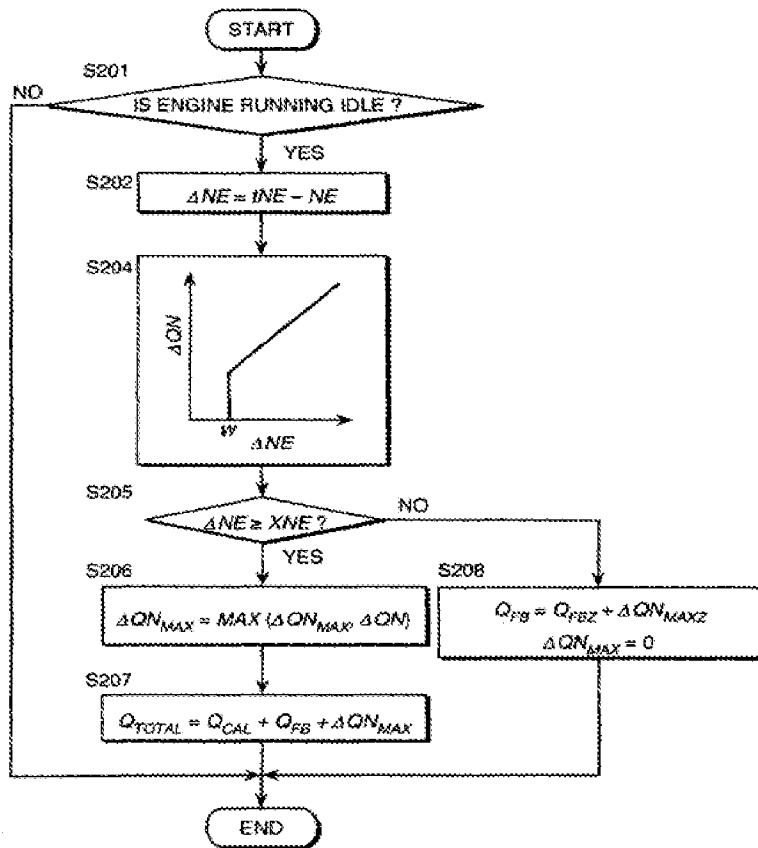 START
S201
NO
IS ENGINE RUNNING IDLE ?
YES
S202
ΔNE = tNE – NE
S204
ΔQN
W
ΔNE
S205
ΔNE ≥ XNE ?
NO
YES
S206
ΔQN_MAX = MAX (ΔQN_MAX, ΔQN)
S208
Q_FB = Q_FBZ + ΔQN_MAXZ
ΔQN_MAX = 0
S207
Q_TOTAL = Q_CAL + Q_FB + ΔQN_MAX
END